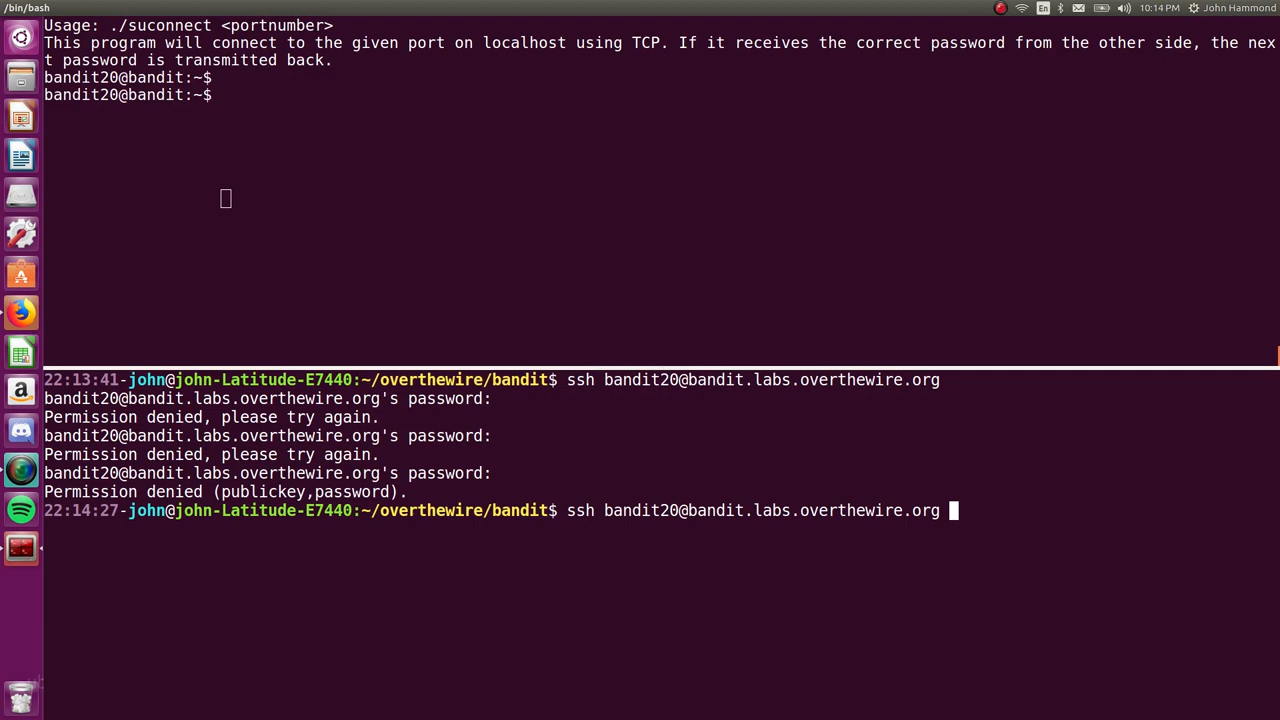 /bin/bash
En
10:14 PM
John Hammond
Usage: ./suconnect <portnumber>
This program will connect to the given port on localhost using TCP. If it receives the correct password from the other side, the nex
t password is transmitted back.
bandit20@bandit:~$
bandit20@bandit:~$
22:13:41-john@john-Latitude-E7440:~/overthewire/bandit$ ssh bandit20@bandit.labs.overthewire.org
bandit20@bandit.labs.overthewire.org's password:
Permission denied, please try again.
bandit20@bandit.labs.overthewire.org's password:
Permission denied, please try again.
bandit20@bandit.labs.overthewire.org's password:
Permission denied (publickey,password).
22:14:27-john@john-Latitude-E7440:~/overthewire/bandit$ ssh bandit20@bandit.labs.overthewire.org